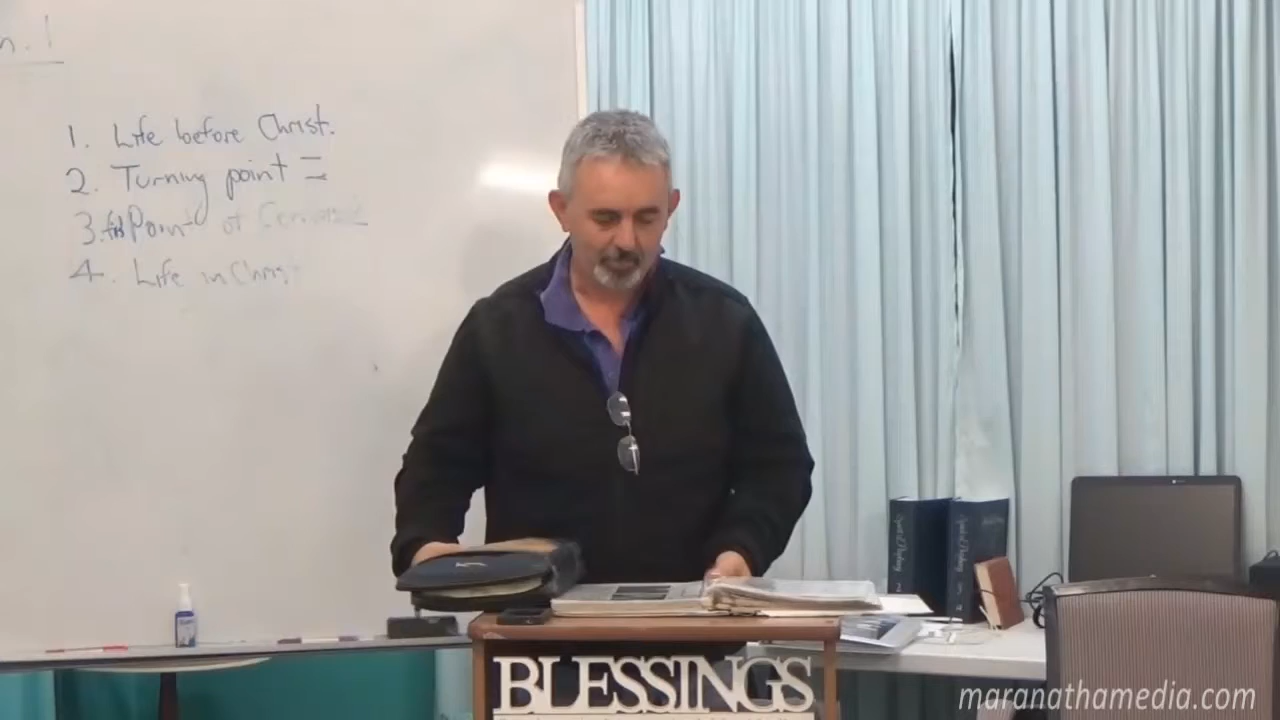 1. Life before Christ.
2. Turning point =
3. Point of
4. Life in Christ
BLESSINGS
maranathamedia.com